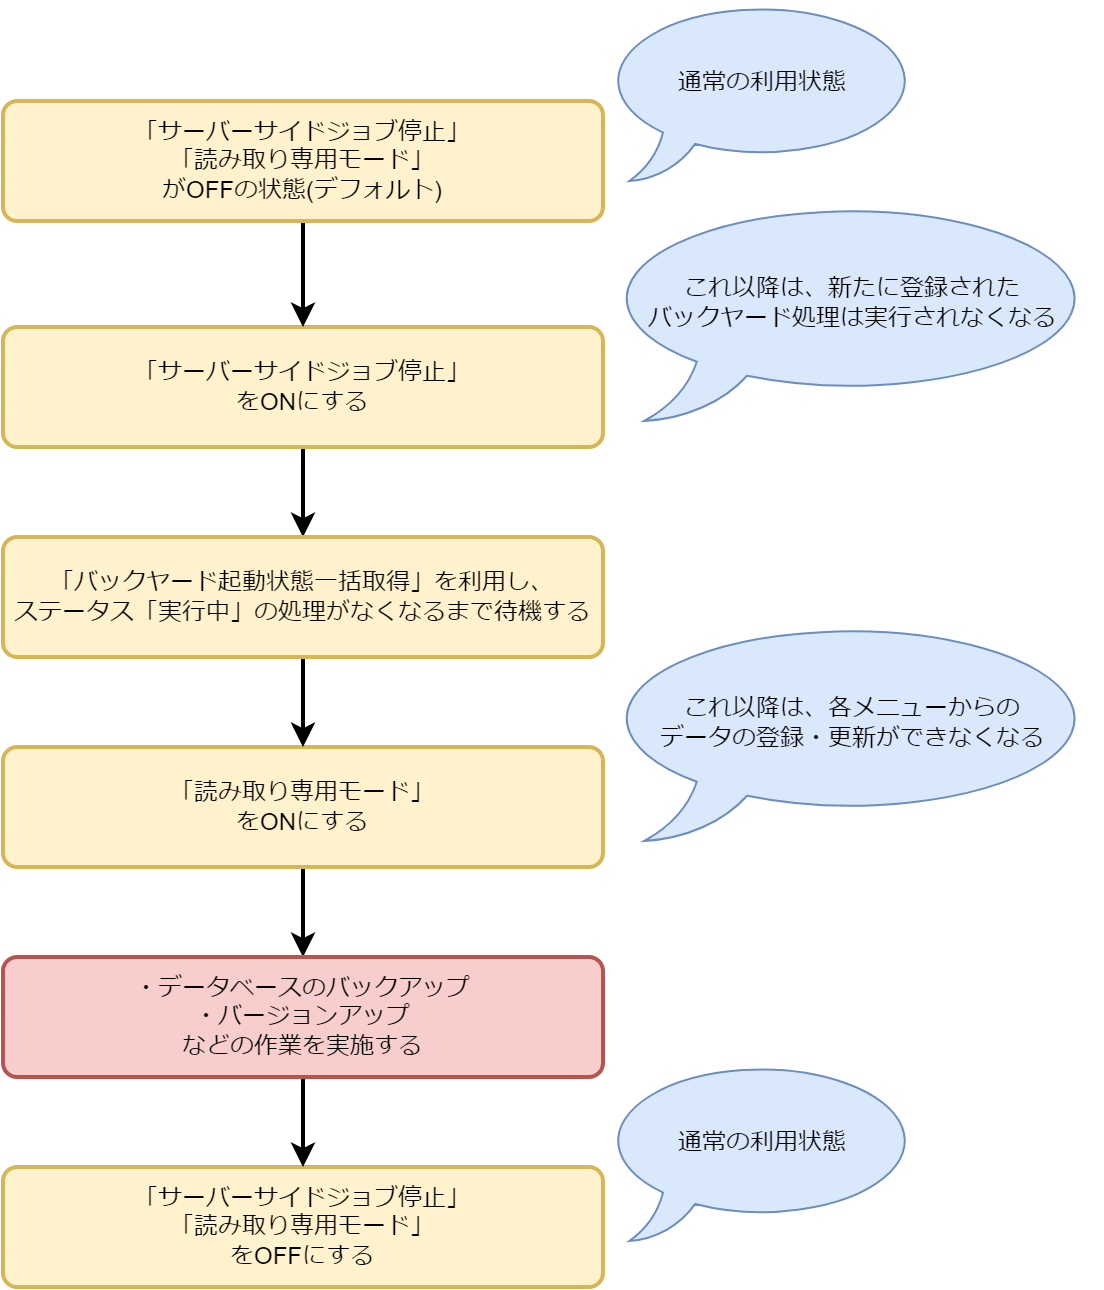 通常の利用状態
「サーバーサイドジョブ停止」
「読み取り専用モード」
がOFFの状態(デフォルト)
これ以降は、新たに登録された
バックヤード処理は実行されなくなる
「サーバーサイドジョブ停止」
をONにする
「バックヤード起動状態一括取得」を利用し、
ステータス「実行中」の処理がなくなるまで待機する
これ以降は、各メニューからの
データの登録・更新ができなくなる
「読み取り専用モード」
をONにする
・データベースのバックアップ
・バージョンアップ
などの作業を実施する
通常の利用状態
「サーバーサイドジョブ停止」
「読み取り専用モード」
をOFFにする